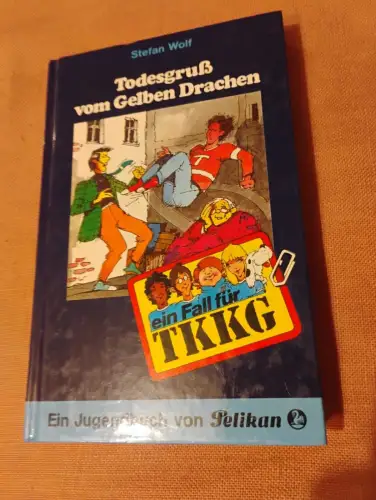 Stefan Wolf
Todesgruß
vom Gelben Drachen
T
ein Fall für
TKKG
Ein Jugendbuch von Pelikan